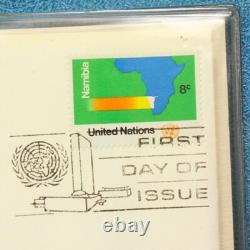 Namibia
8c
United Nations
FIRST
DAY OF
ISSUE